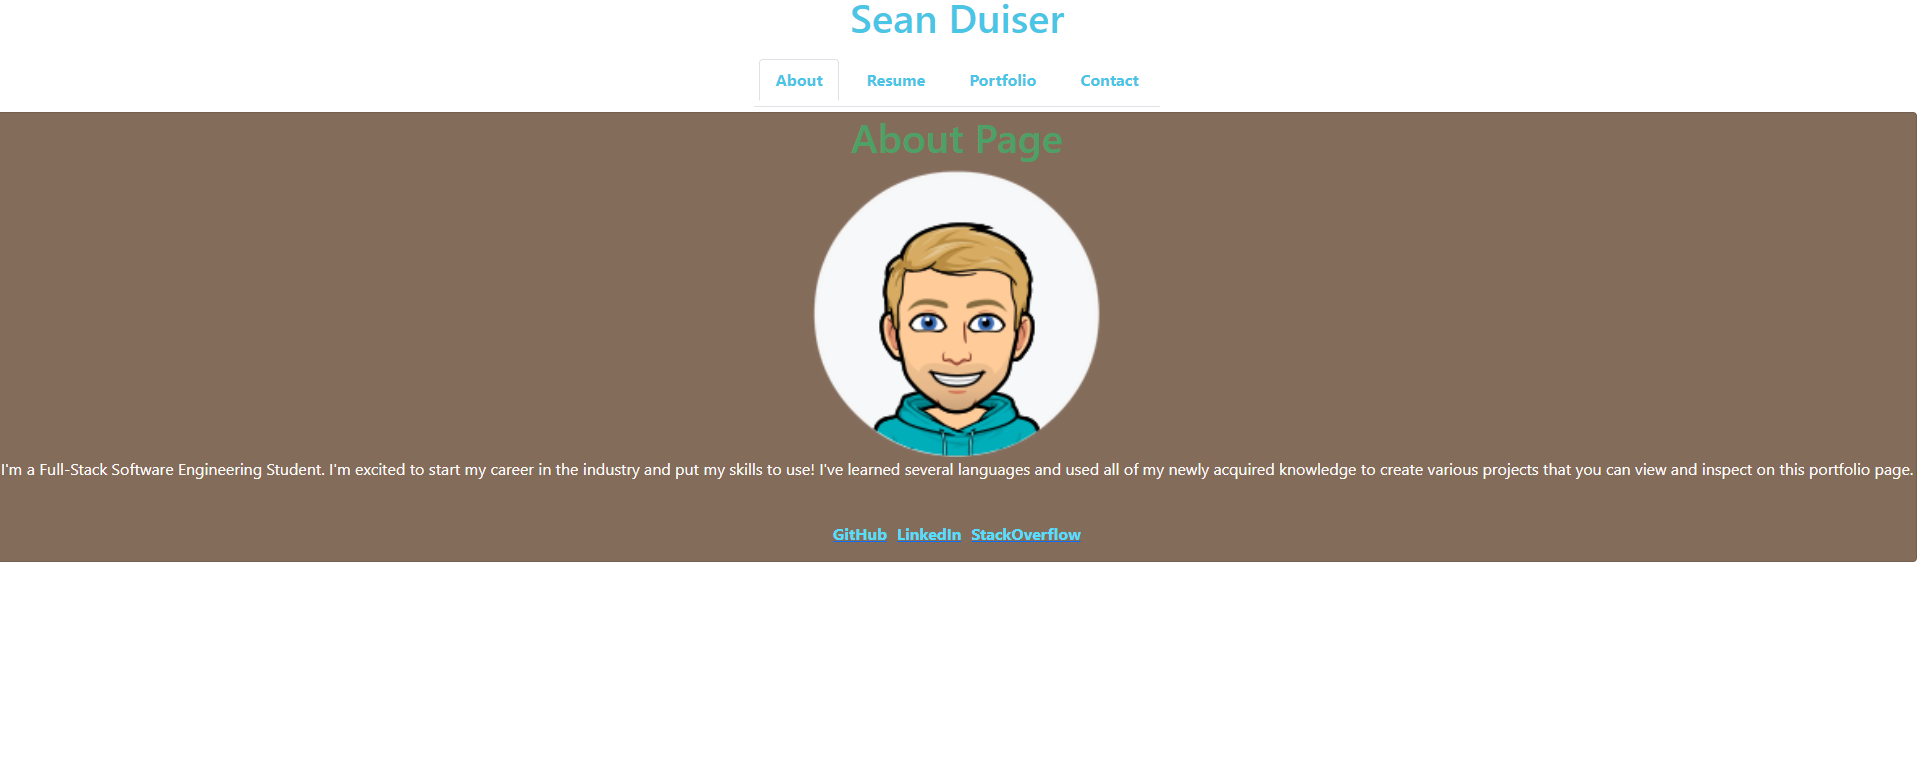 Sean Duiser
About Resume Portfolio Contact
About Page
I'm a Full-Stack Software Engineering Student. I'm excited to start my career in the industry and put my skills to use! I've learned several languages and used all of my newly acquired knowledge to create various projects that you can view and inspect on this portfolio page.
GitHub LinkedIn StackOverflow